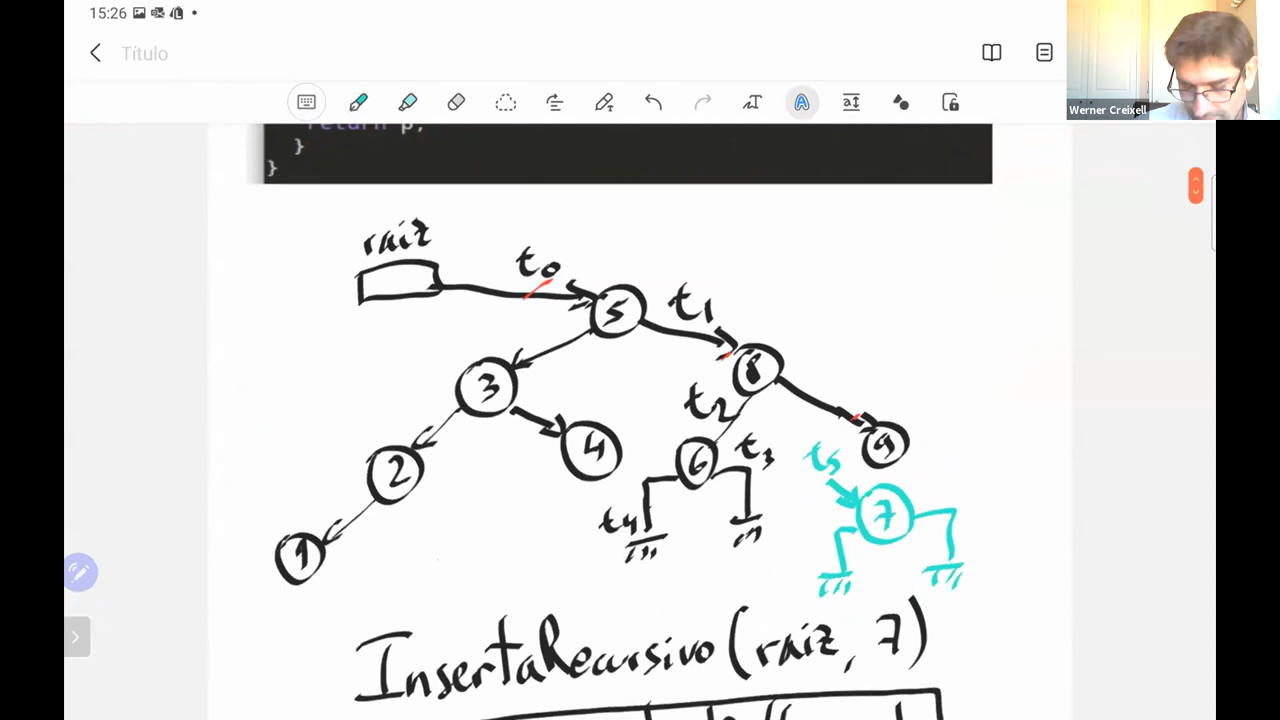 15:26
Título
Werner Creixell
return p;
}
}
raiz
t0
5
t1
8
3
t2
9
4
6
t3
t5
2
7
t4
1
InsertaRecursivo(raiz, 7)